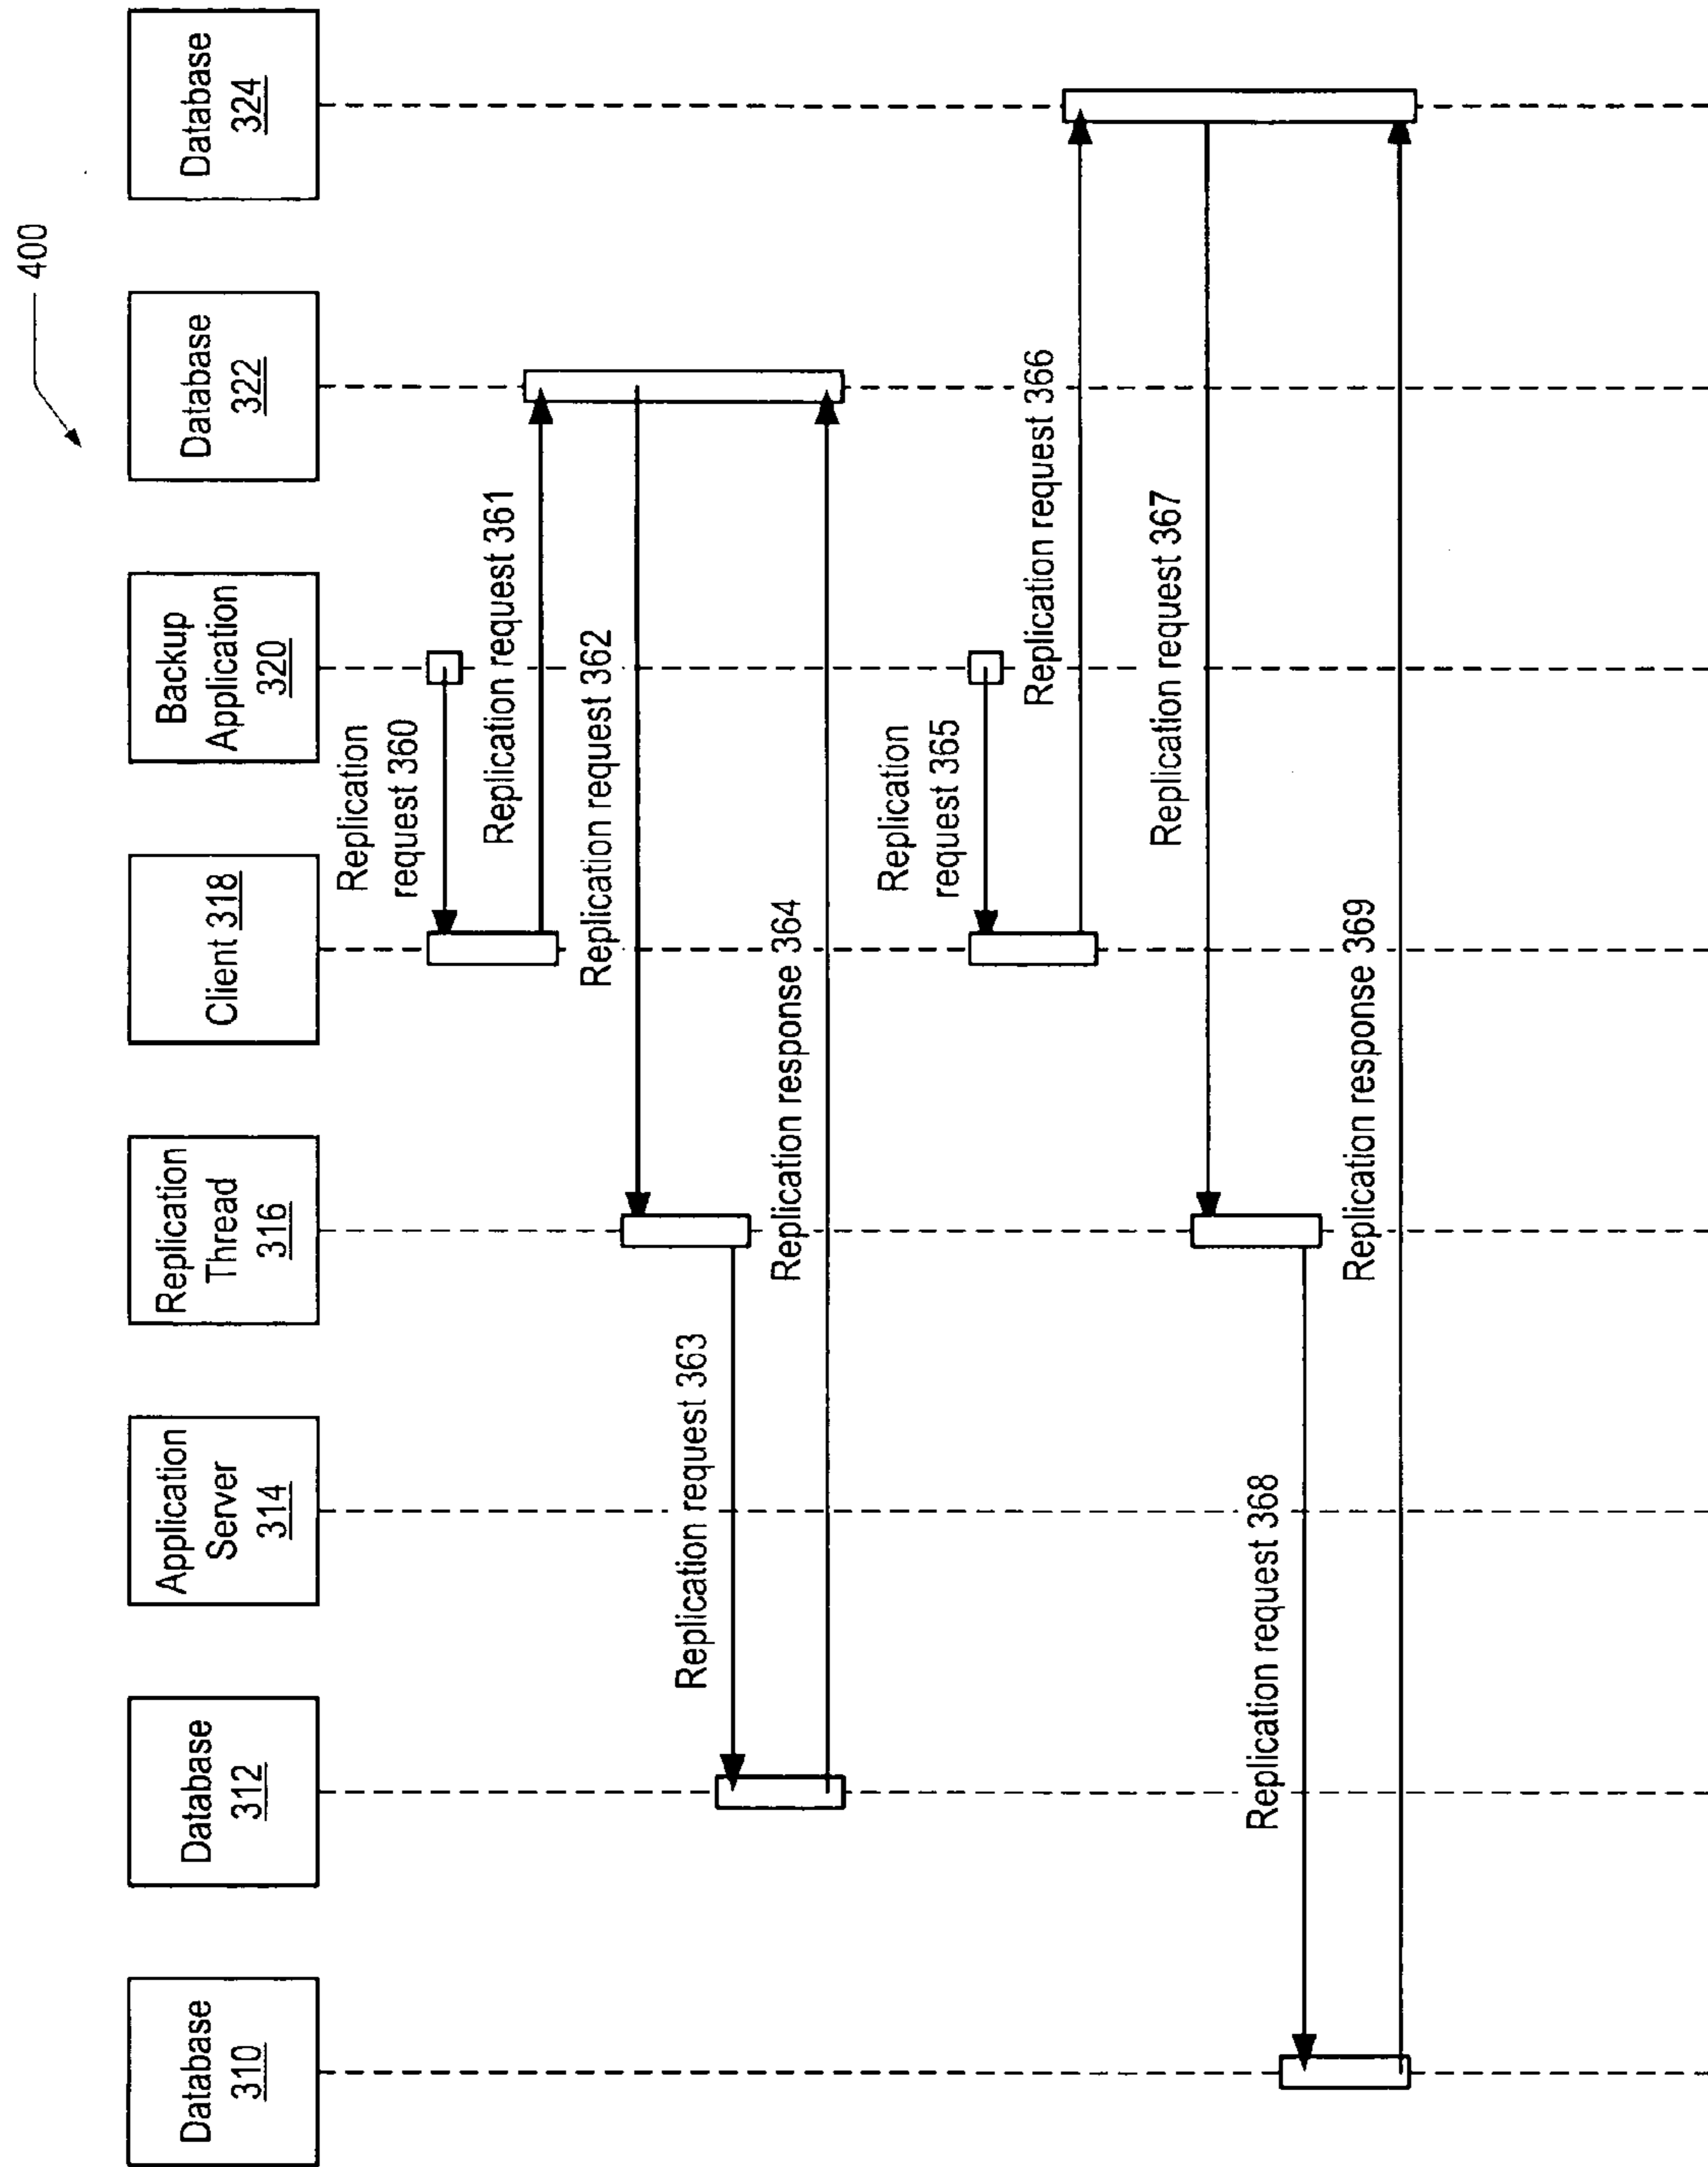 400
Database
310
Database
312
Application
Server
314
Replication
Thread
316
Client 318
Backup
Application
320
Database
322
Database
324
Replication
request 360
Replication request 361
Replication request 362
Replication request 363
Replication response 364
Replication
request 365
Replication request 366
Replication request 367
Replication request 368
Replication response 369